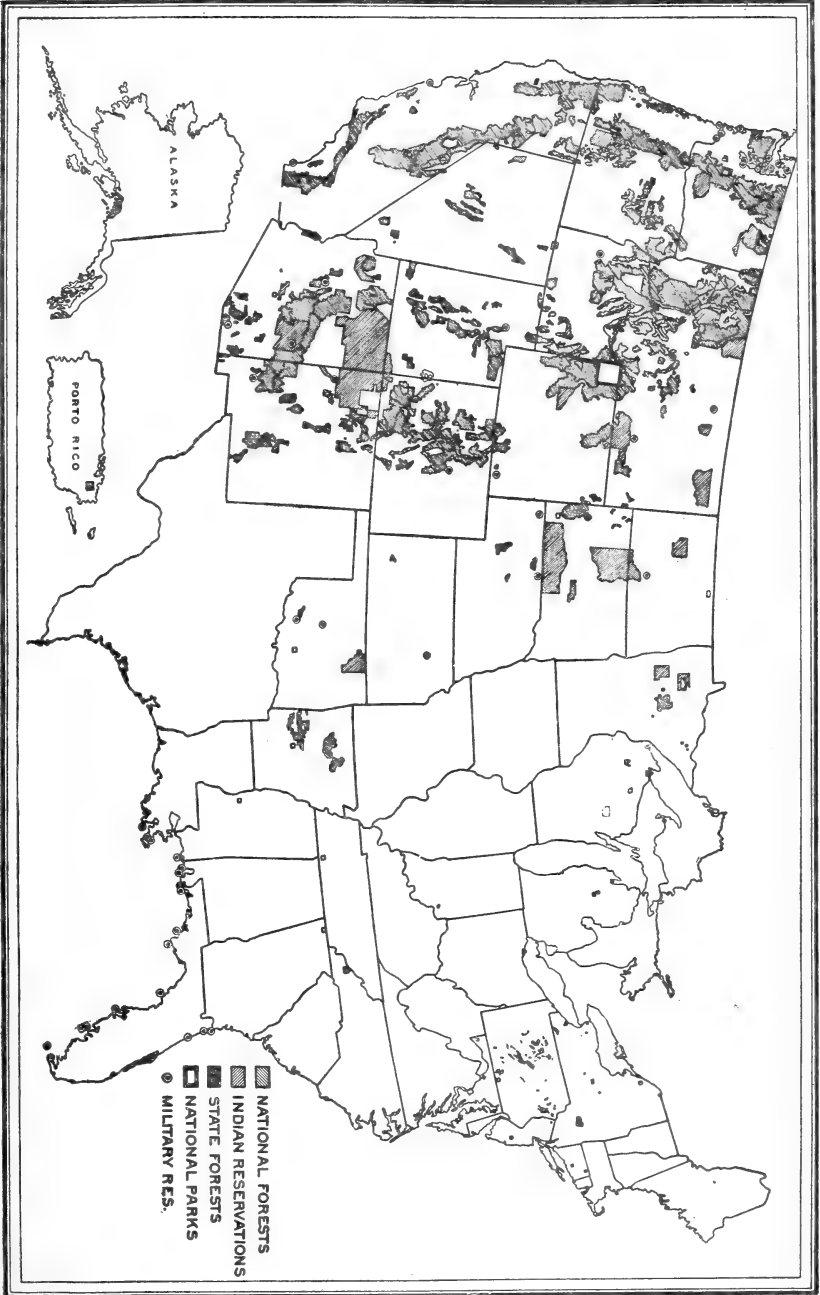 ALASKA
PORTO RICO
NATIONAL FORESTS
INDIAN RESERVATIONS
STATE FORESTS
NATIONAL PARKS
MILITARY RES.